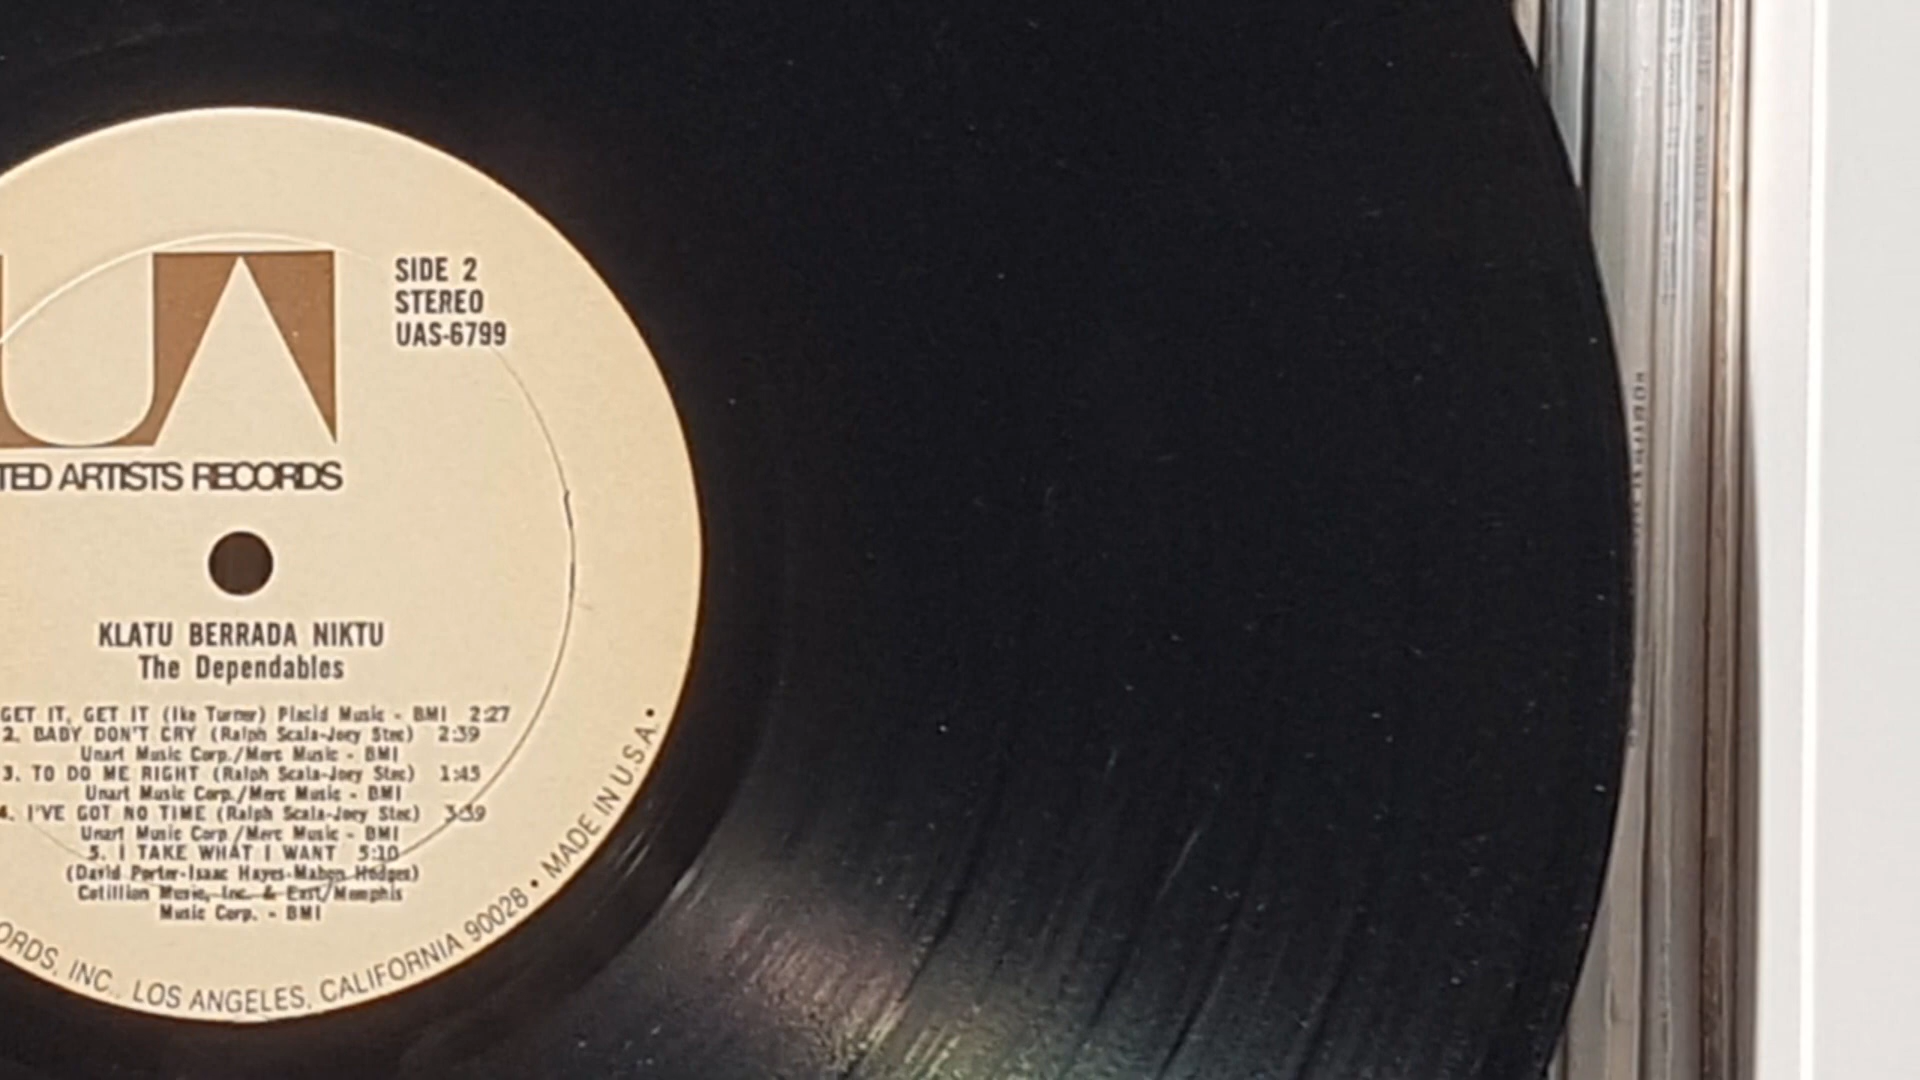 UA
SIDE 2
STEREO
UAS-6799
TED ARTISTS RECORDS
KLATU BERRADA NIKTU
The Dependables
GET IT, GET IT (Ike Turner) Placid Music - BMI 2:27
2. BABY DON'T CRY (Ralph Scala-Joey Stec) 2:39
Unart Music Corp./Merc Music - BMI
3. TO DO ME RIGHT (Ralph Scala-Joey Stec) 1:45
Unart Music Corp./Merc Music - BMI
4. I'VE GOT NO TIME (Ralph Scala-Joey Stec) 3:39
Unart Music Corp./Merc Music - BMI
5. I TAKE WHAT I WANT 5:10
(David Porter-Isaac Hayes-Mabon Hodges)
Cotillion Music, Inc. & East/Memphis
Music Corp. - BMI
ORDS, INC., LOS ANGELES, CALIFORNIA 90028 • MADE IN U.S.A. •